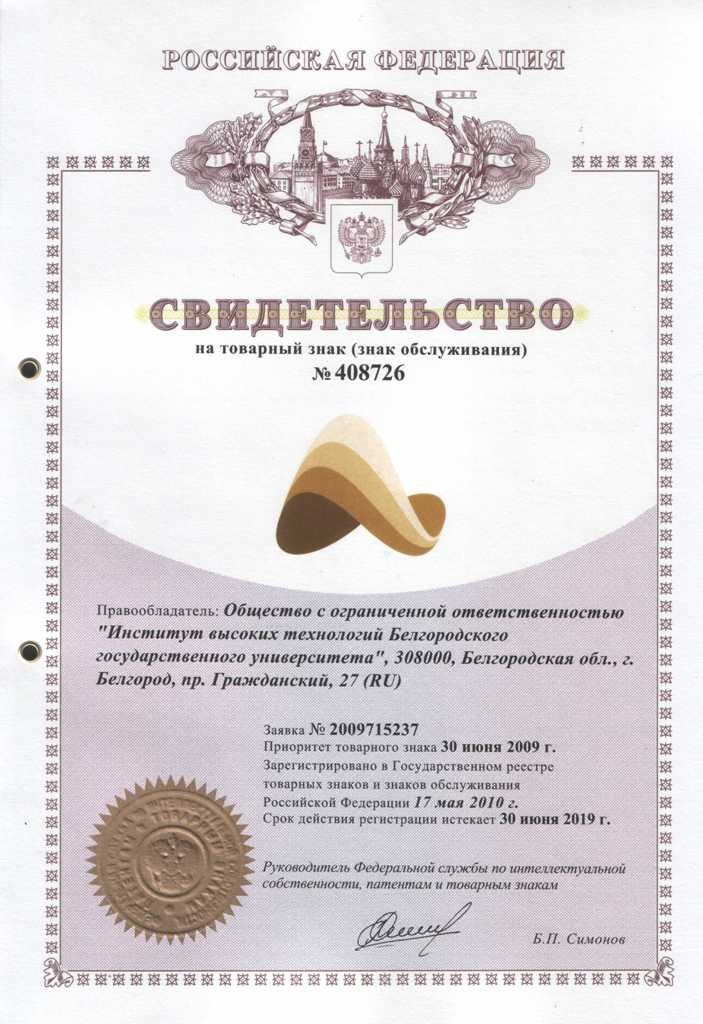 РОССИЙСКАЯ ФЕДЕРАЦИЯ
СВИДЕТЕЛЬСТВО
на товарный знак (знак обслуживания)
№ 408726
Правообладатель: Общество с ограниченной ответственностью
"Институт высоких технологий Белгородского
государственного университета", 308000, Белгородская обл., г.
Белгород, пр. Гражданский, 27 (RU)
Заявка № 2009715237
Приоритет товарного знака 30 июня 2009 г.
Зарегистрировано в Государственном реестре
товарных знаков и знаков обслуживания
Российской Федерации 17 мая 2010 г.
Срок действия регистрации истекает 30 июня 2019 г.
Руководитель Федеральной службы по интеллектуальной
собственности, патентам и товарным знакам
Б.П. Симонов